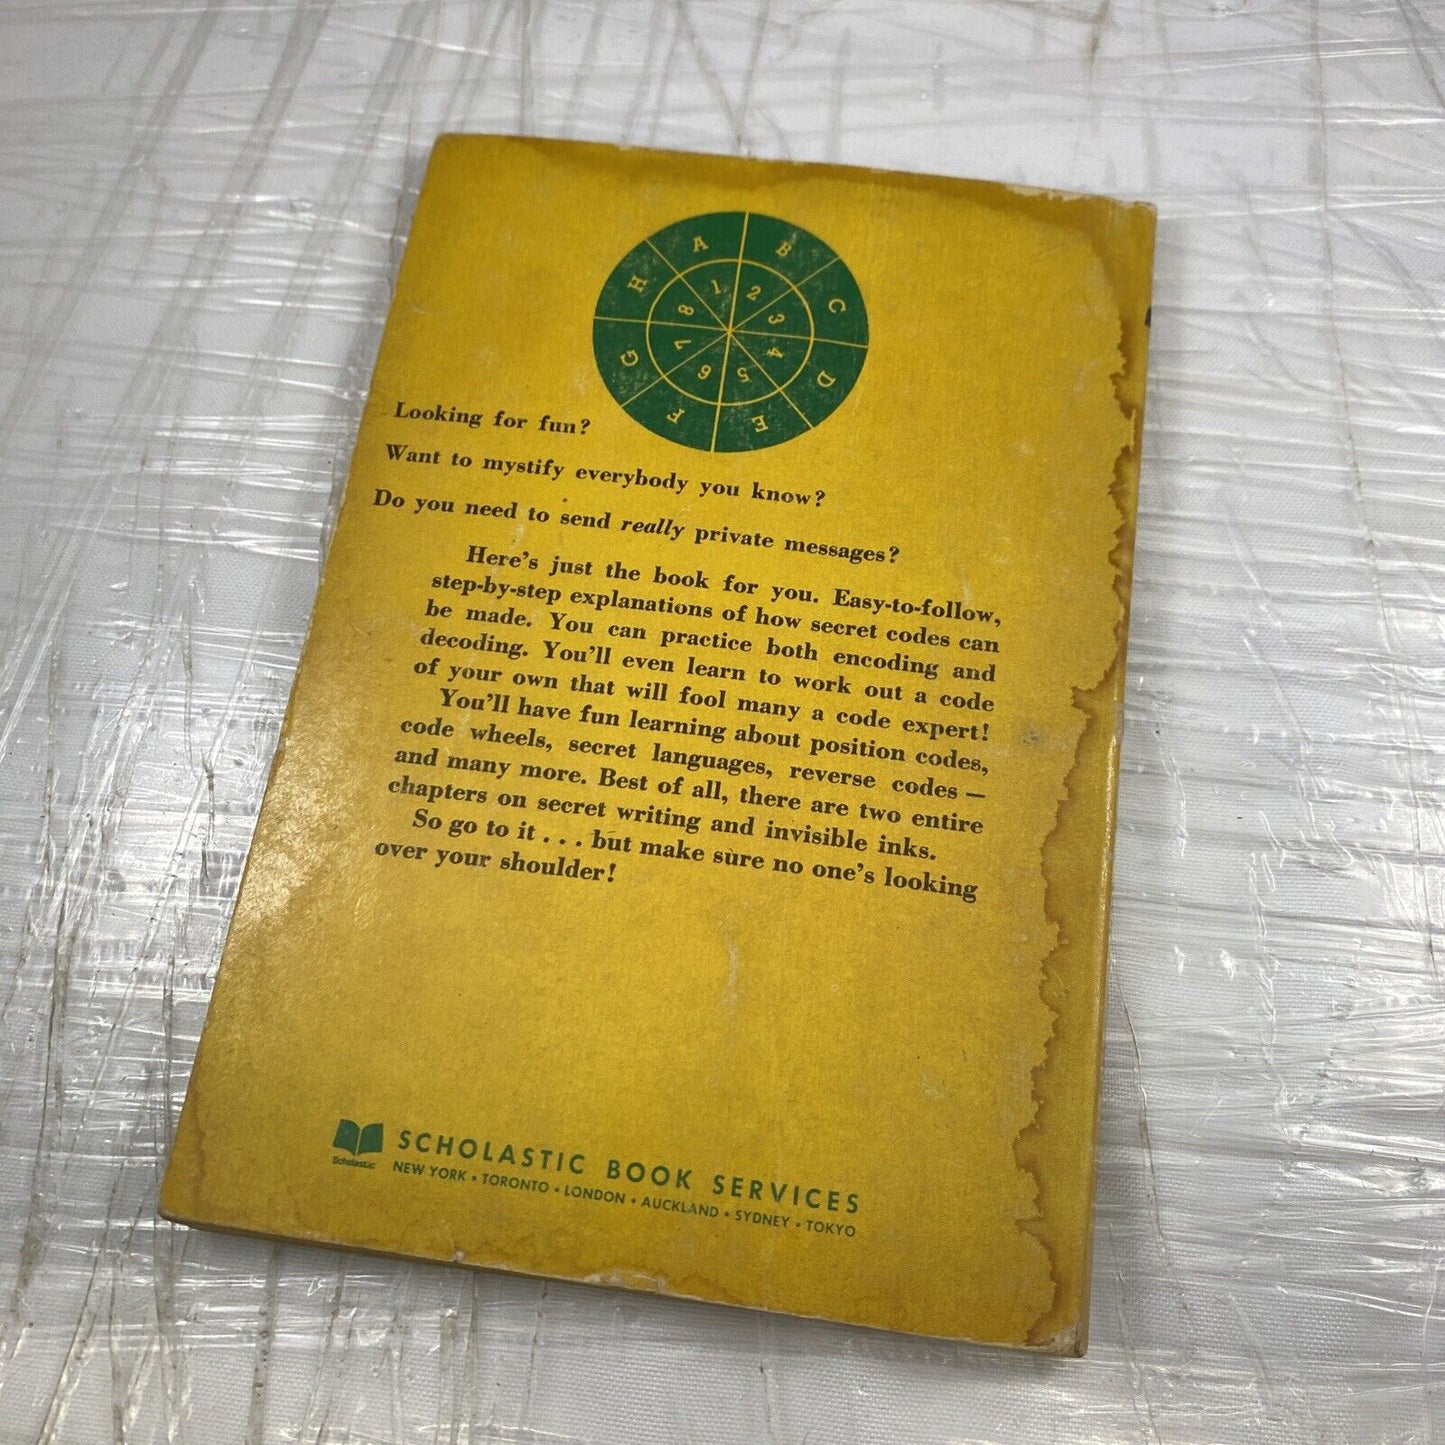 A B C D E F G H
1 2 3 4 5 6 7 8
Looking for fun?
Want to mystify everybody you know?
Do you need to send really private messages?
Here's just the book for you. Easy-to-follow,
step-by-step explanations of how secret codes can
be made. You can practice both encoding and
decoding. You'll even learn to work out a code
of your own that will fool many a code expert!
You'll have fun learning about position codes,
code wheels, secret languages, reverse codes —
and many more. Best of all, there are two entire
chapters on secret writing and invisible inks.
So go to it . . . but make sure no one's looking
over your shoulder!
SCHOLASTIC BOOK SERVICES
Scholastic
NEW YORK • TORONTO • LONDON • AUCKLAND • SYDNEY • TOKYO